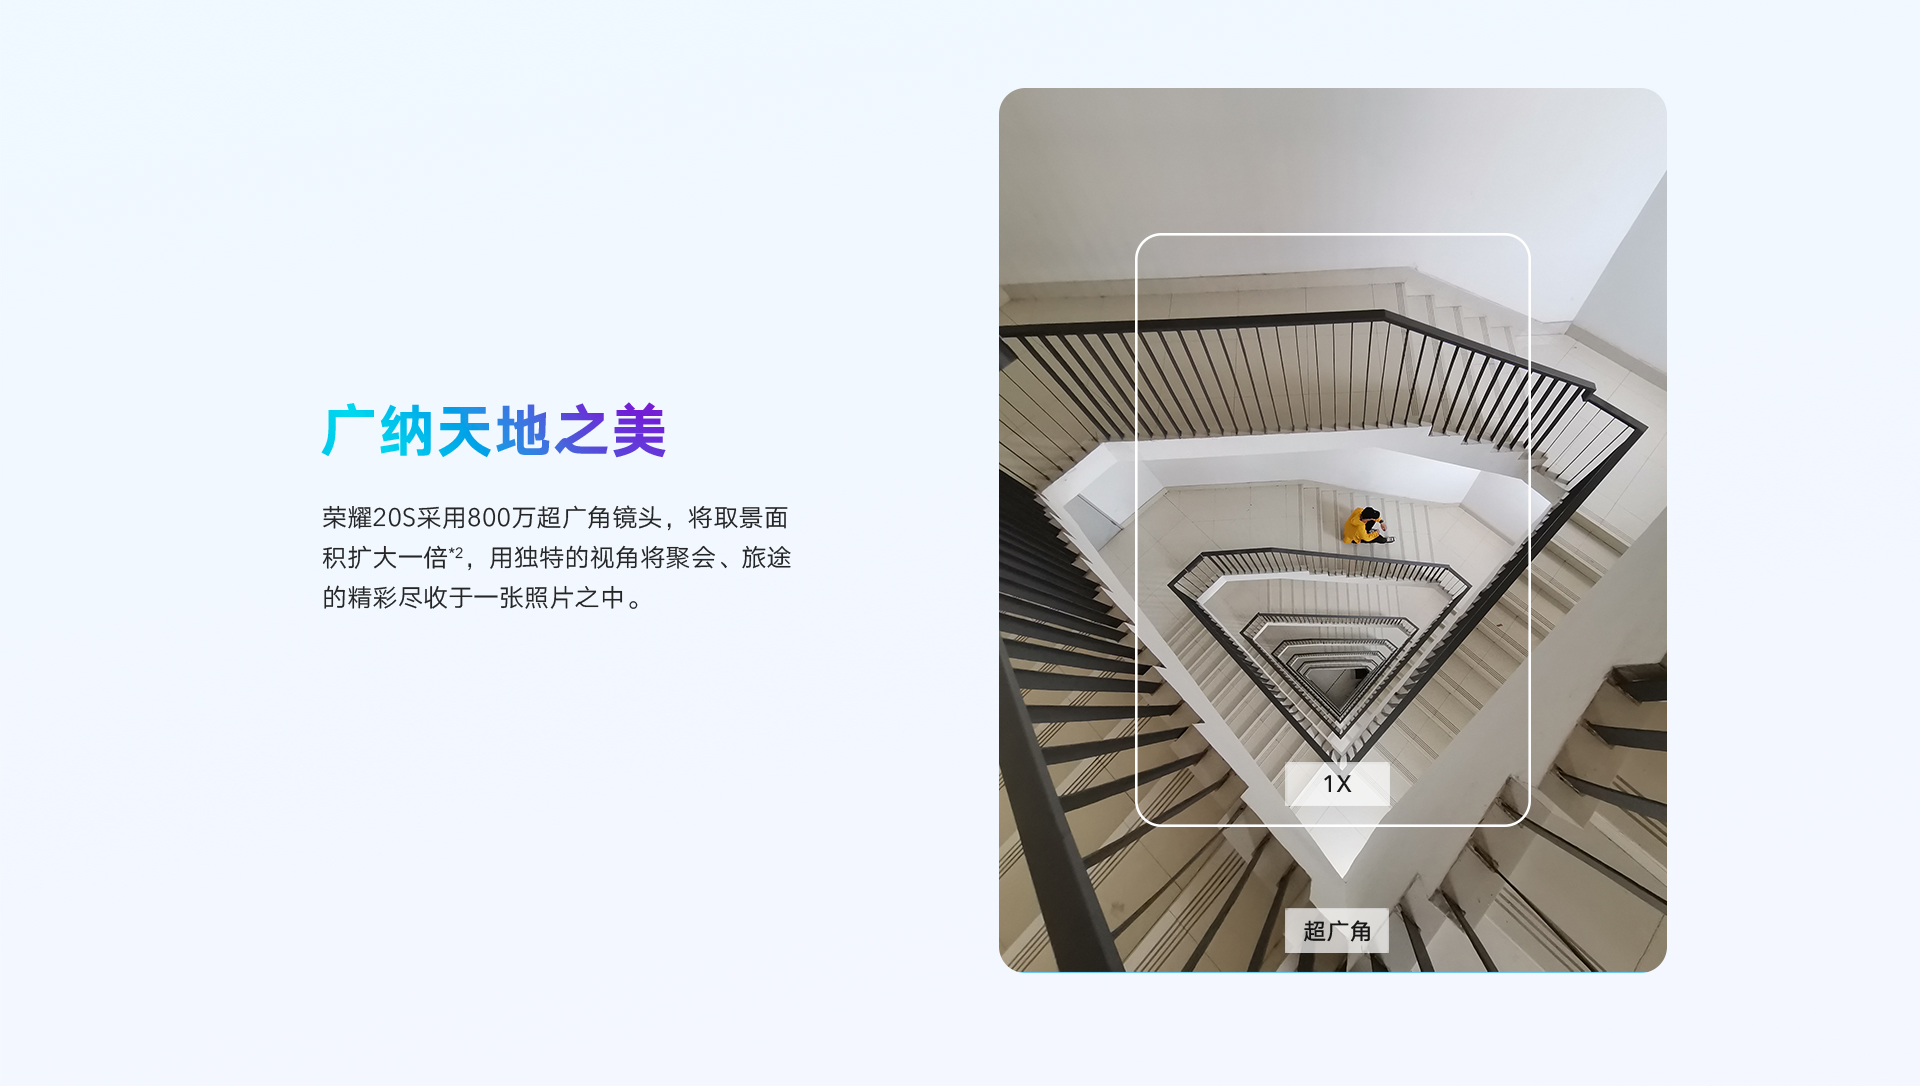 广纳天地之美
荣耀20S采用800万超广角镜头，将取景面
积扩大一倍*2，用独特的视角将聚会、旅途
的精彩尽收于一张照片之中。
1X
超广角